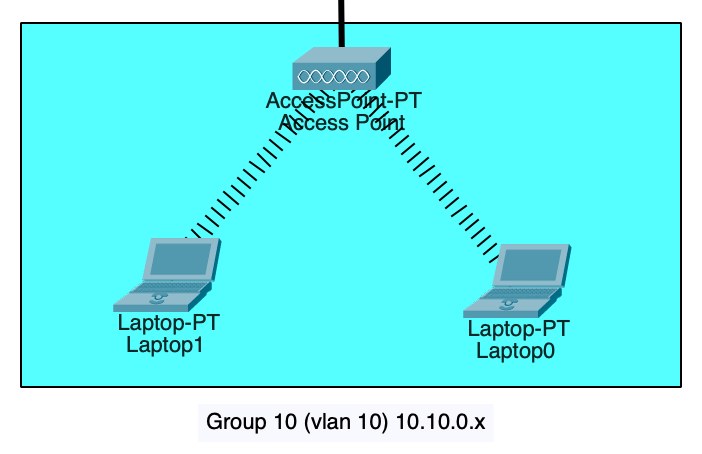 AccessPoint-PT
Access Point
Laptop-PT
Laptop1
Laptop-PT
Laptop0
Group 10 (vlan 10) 10.10.0.x